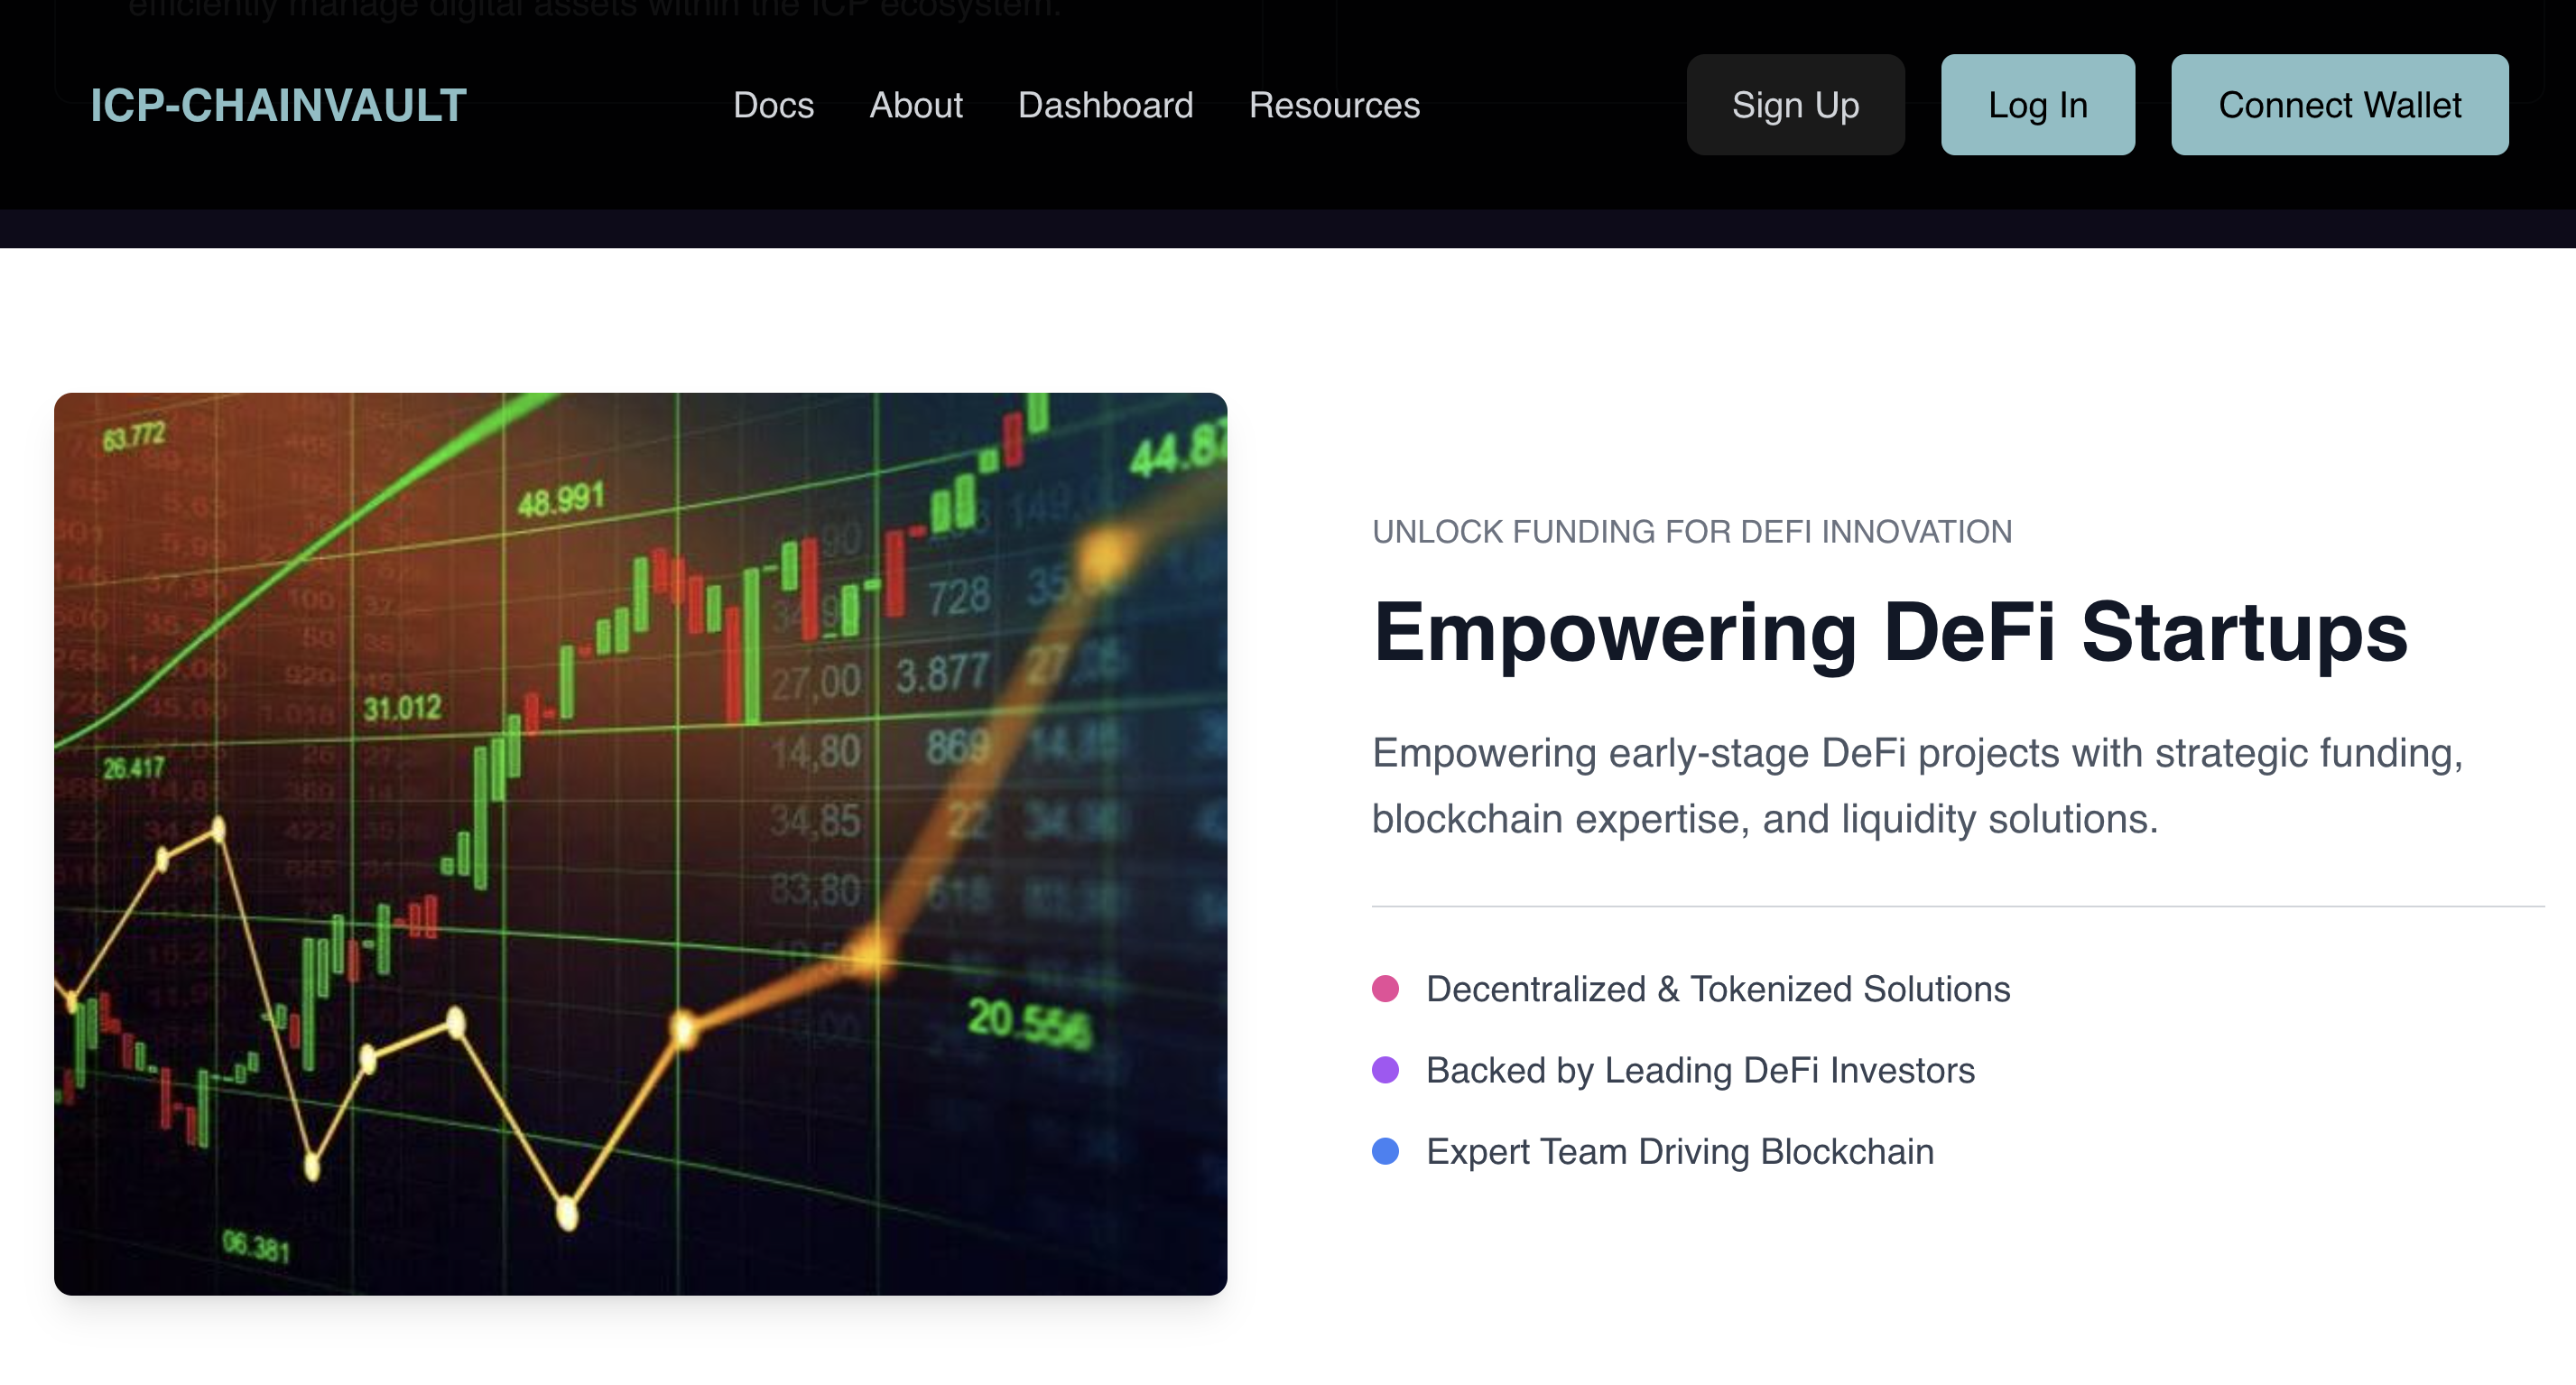 efficiently manage digital assets within the ICP ecosystem.
ICP-CHAINVAULT
Docs
About
Dashboard
Resources
Sign Up
Log In
Connect Wallet
63.772
48.991
44.8
728
3.877
27,00
31.012
869
14,80
26.417
22
34,85
83,80
618
20.556
06.381
UNLOCK FUNDING FOR DEFI INNOVATION
Empowering DeFi Startups
Empowering early-stage DeFi projects with strategic funding,
blockchain expertise, and liquidity solutions.
Decentralized & Tokenized Solutions
Backed by Leading DeFi Investors
Expert Team Driving Blockchain